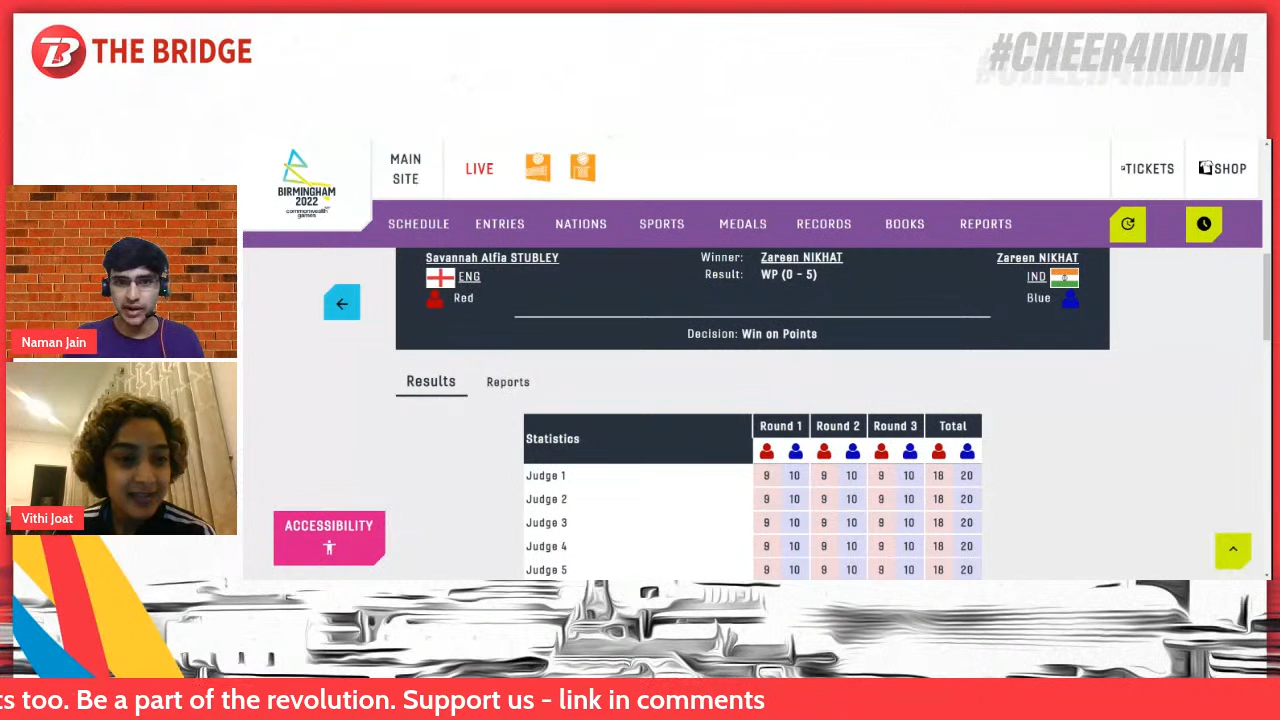 THE BRIDGE
#CHEER4INDIA
BIRMINGHAM
2022
commonwealth
games
MAIN
SITE
LIVE
TICKETS
SHOP
SCHEDULE ENTRIES NATIONS SPORTS MEDALS RECORDS BOOKS REPORTS
Savannah Alfia STUBLEY
ENG
Red
Winner: Zareen NIKHAT
Result: WP (0 - 5)
Zareen NIKHAT
IND
Blue
Decision: Win on Points
Results Reports
Statistics Round 1 Round 2 Round 3 Total
Judge 1 9 10 9 10 9 10 18 20
Judge 2 9 10 9 10 9 10 18 20
Judge 3 9 10 9 10 9 10 18 20
Judge 4 9 10 9 10 9 10 18 20
Judge 5 9 10 9 10 9 10 18 20
ACCESSIBILITY
Naman Jain
Vithi Joat
ts too. Be a part of the revolution. Support us - link in comments